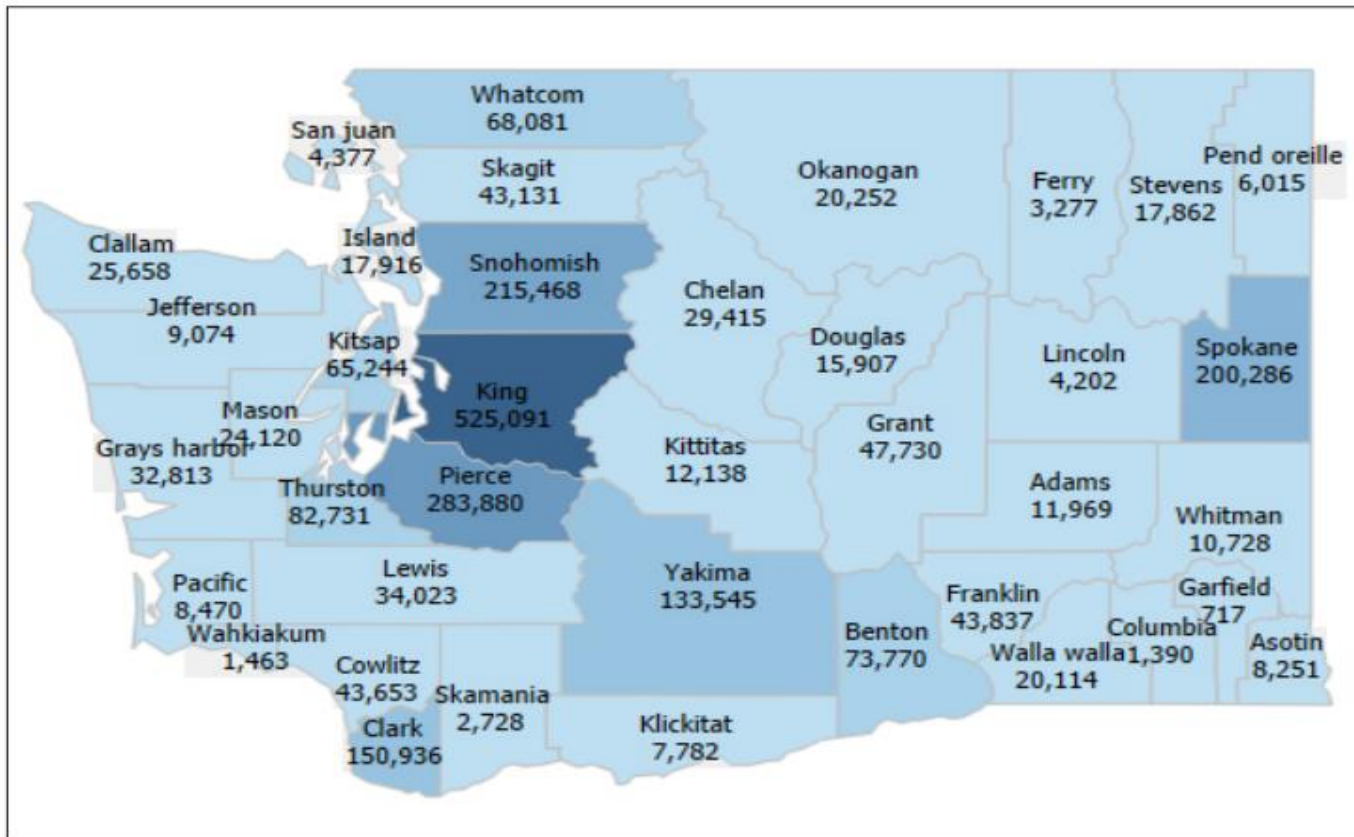 Whatcom
68,081
San juan
4,377
Skagit
43,131
Okanogan
20,252
Ferry
3,277
Stevens
17,862
Pend oreille
6,015
Clallam
25,658
Island
17,916
Snohomish
215,468
Chelan
29,415
Jefferson
9,074
Kitsap
65,244
Douglas
15,907
Lincoln
4,202
Spokane
200,286
King
525,091
Mason
24,120
Grays harbor
32,813
Kittitas
12,138
Grant
47,730
Thurston
82,731
Pierce
283,880
Adams
11,969
Whitman
10,728
Pacific
8,470
Lewis
34,023
Yakima
133,545
Franklin
43,837
Garfield
717
Wahkiakum
1,463
Benton
73,770
Columbia
1,390
Walla walla
20,114
Asotin
8,251
Cowlitz
43,653
Skamania
2,728
Clark
150,936
Klickitat
7,782